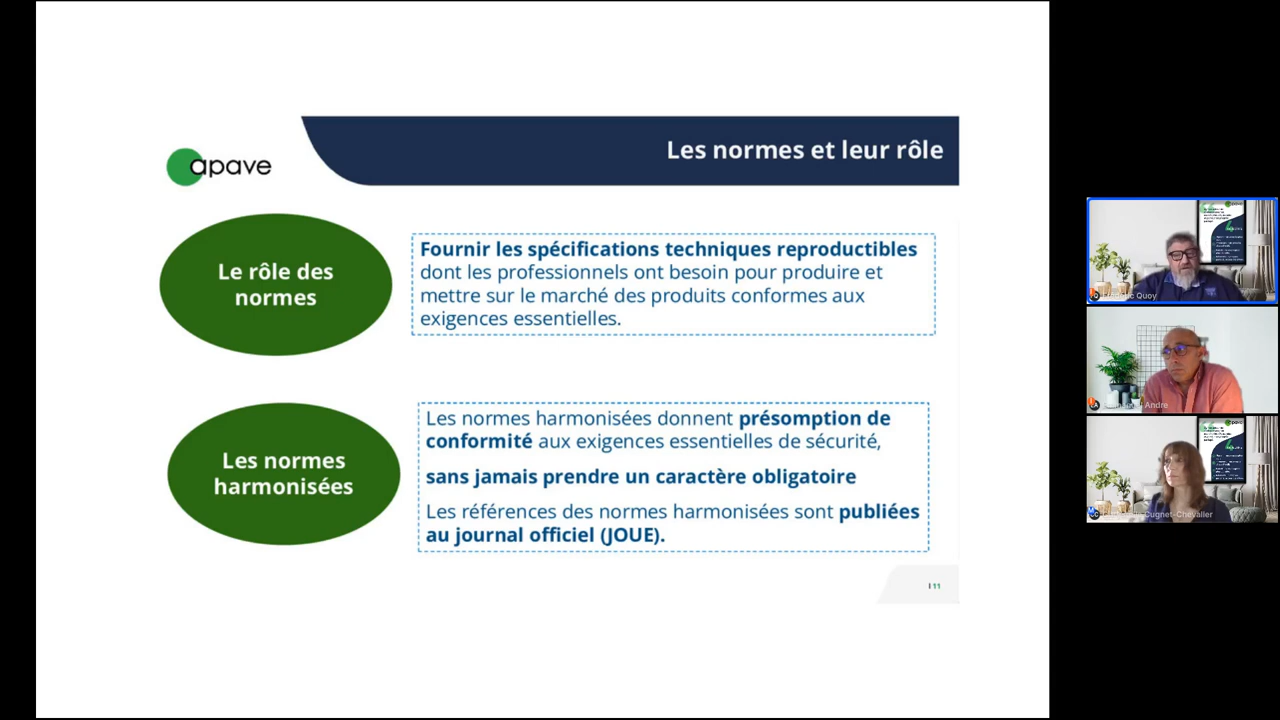 apave
Les normes et leur rôle
Le rôle des
normes
Fournir les spécifications techniques reproductibles
dont les professionnels ont besoin pour produire et
mettre sur le marché des produits conformes aux
exigences essentielles.
Les normes
harmonisées
Les normes harmonisées donnent présomption de
conformité aux exigences essentielles de sécurité,
sans jamais prendre un caractère obligatoire
Les références des normes harmonisées sont publiées
au journal officiel (JOUE).
11
Quoy
Andre
Cugnet-Chevalier